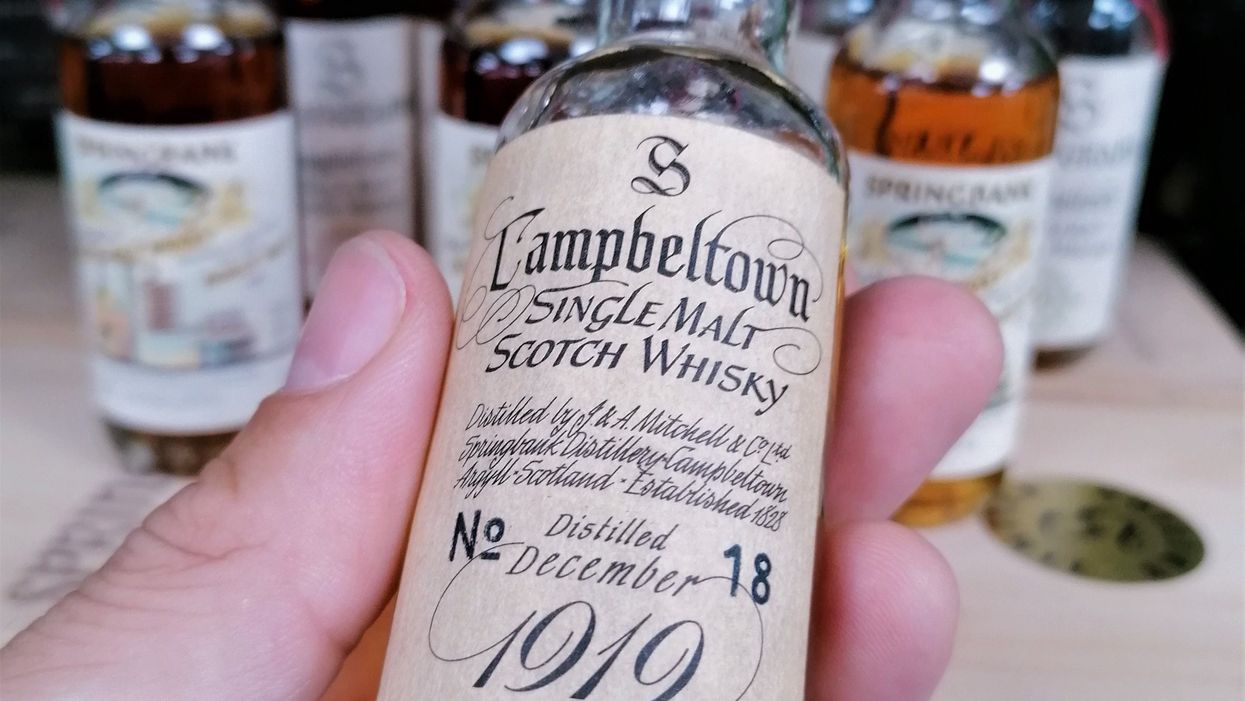 S
Campbeltown
Single Malt
Scotch Whisky
Distilled by J & A. Mitchell & Co. Ltd
Springbank Distillery · Campbeltown
Argyll · Scotland · Established 1828
No Distilled 18
December
1919
SPRINGBANK
SPRINGBANK